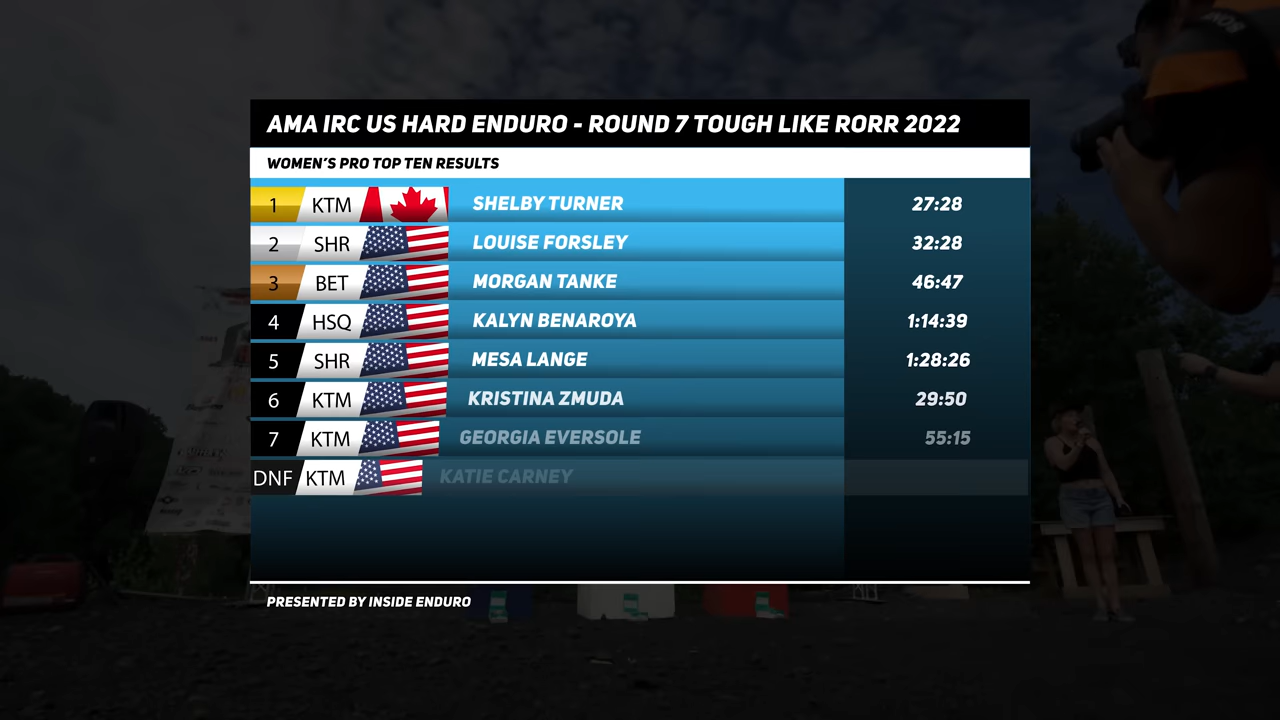 AMA IRC US HARD ENDURO - ROUND 7 TOUGH LIKE RORR 2022
WOMEN'S PRO TOP TEN RESULTS
1 KTM SHELBY TURNER 27:28
2 SHR LOUISE FORSLEY 32:28
3 BET MORGAN TANKE 46:47
4 HSQ KALYN BENAROYA 1:14:39
5 SHR MESA LANGE 1:28:26
6 KTM KRISTINA ZMUDA 29:50
7 KTM GEORGIA EVERSOLE 55:15
DNF KTM KATIE CARNEY
PRESENTED BY INSIDE ENDURO